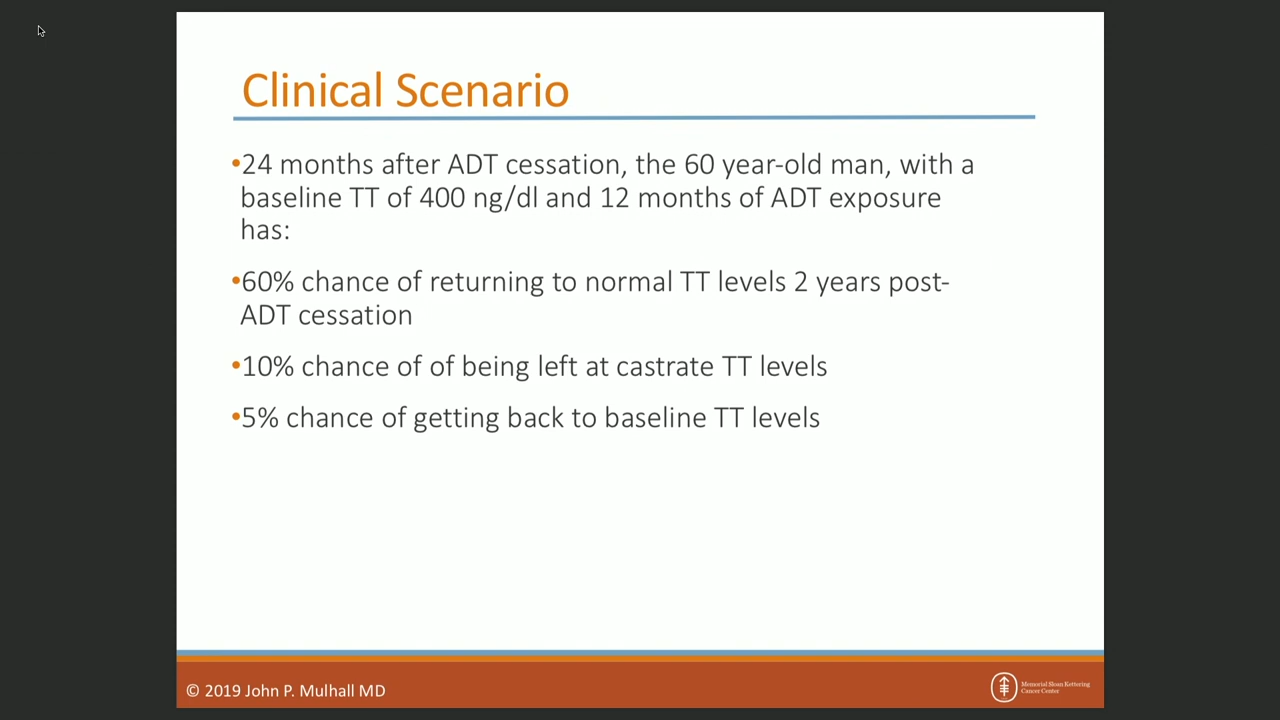 Clinical Scenario
•24 months after ADT cessation, the 60 year-old man, with a
baseline TT of 400 ng/dl and 12 months of ADT exposure
has:
•60% chance of returning to normal TT levels 2 years post-
ADT cessation
•10% chance of of being left at castrate TT levels
•5% chance of getting back to baseline TT levels
© 2019 John P. Mulhall MD
Memorial Sloan Kettering
Cancer Center